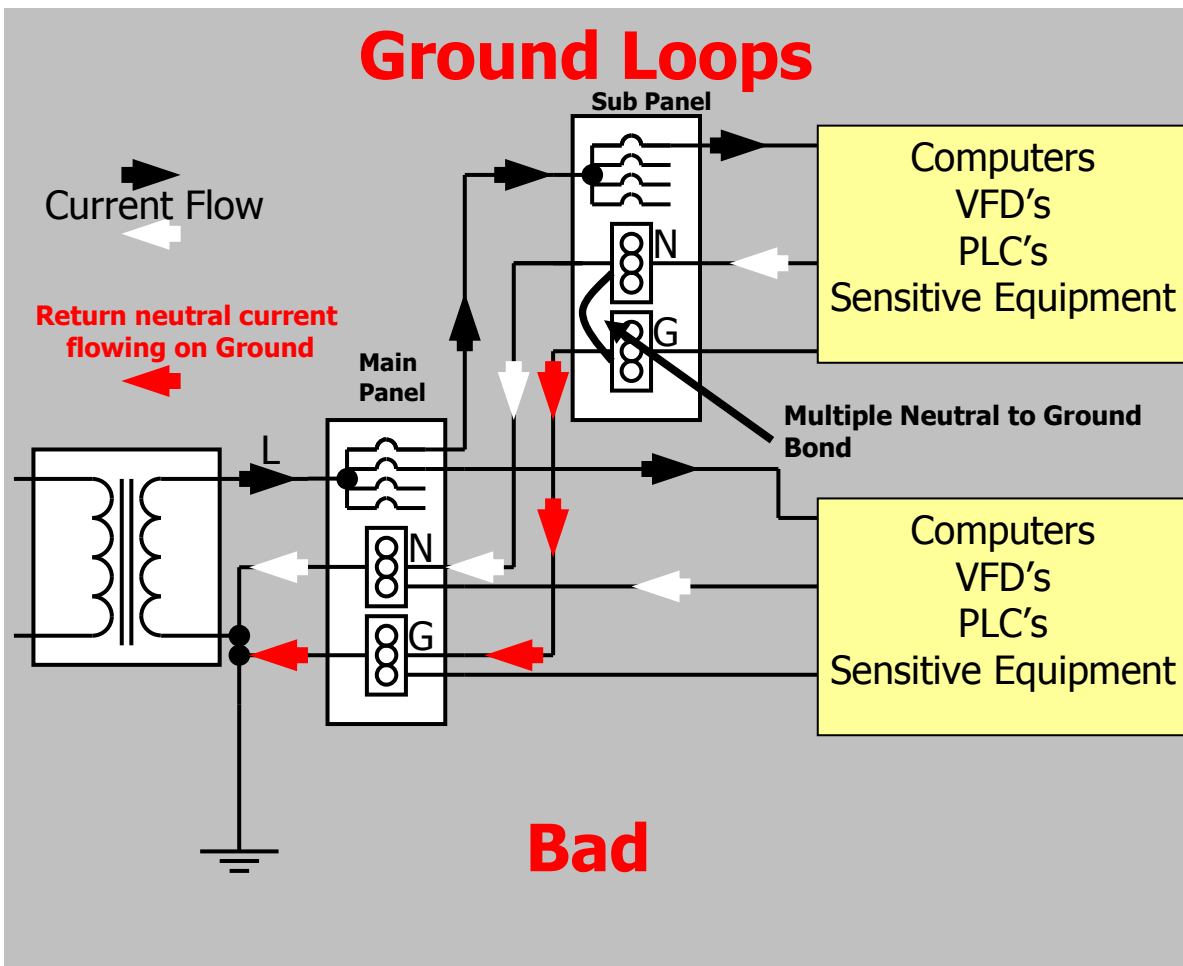 Ground Loops
Sub Panel
Computers
VFD's
PLC's
Sensitive Equipment
Current Flow
N
G
Return neutral current
flowing on Ground
Main
Panel
Multiple Neutral to Ground
Bond
L
N
G
Computers
VFD's
PLC's
Sensitive Equipment
Bad